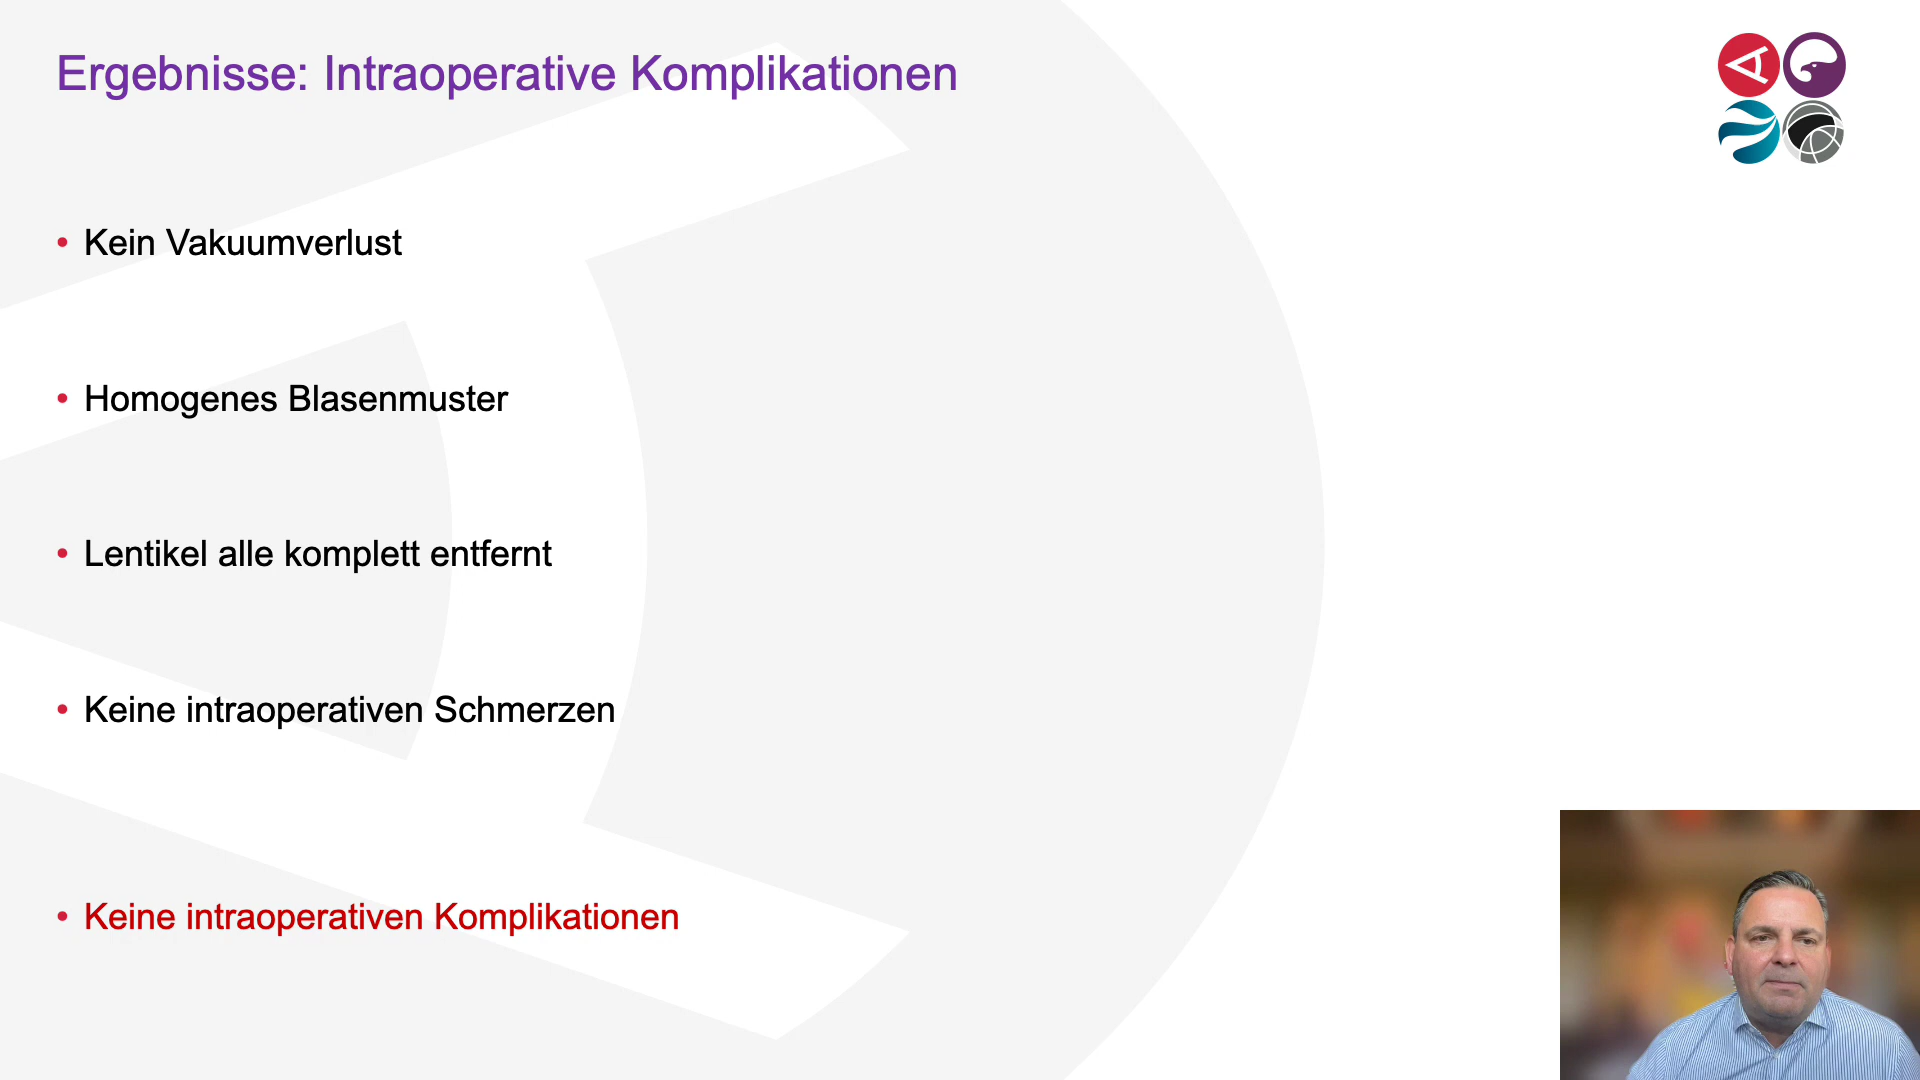 Ergebnisse: Intraoperative Komplikationen
• Kein Vakuumverlust
• Homogenes Blasenmuster
• Lentikel alle komplett entfernt
• Keine intraoperativen Schmerzen
• Keine intraoperativen Komplikationen